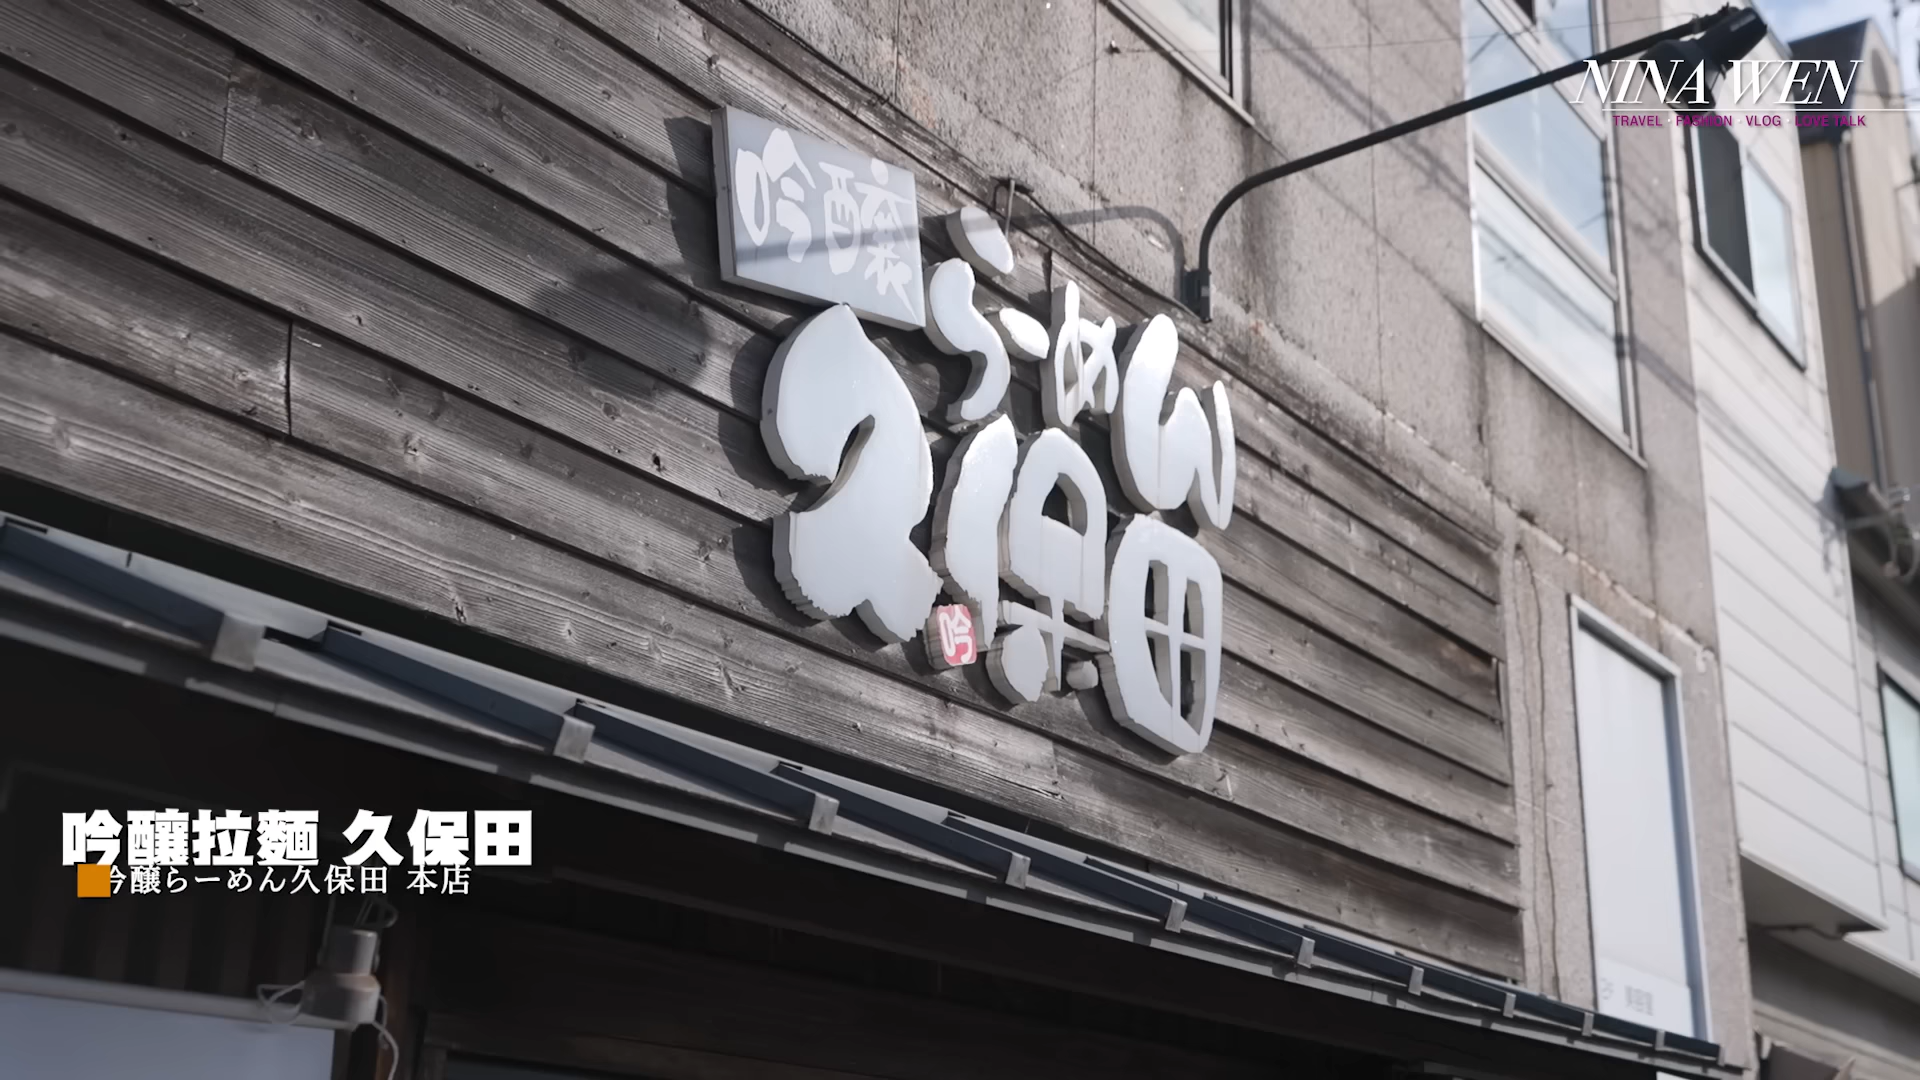 NINA WEN
TRAVEL · FASHION · VLOG · LOVE TALK
吟醸
らーめん
久保田
吟
吟釀拉麵 久保田
吟醸らーめん久保田 本店